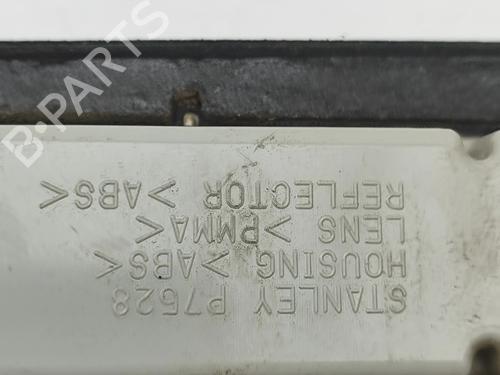 STANLEY P7628
HOUSING >ABS<
LENS >PMMA<
REFLECTOR >ABS<
B-PARTS